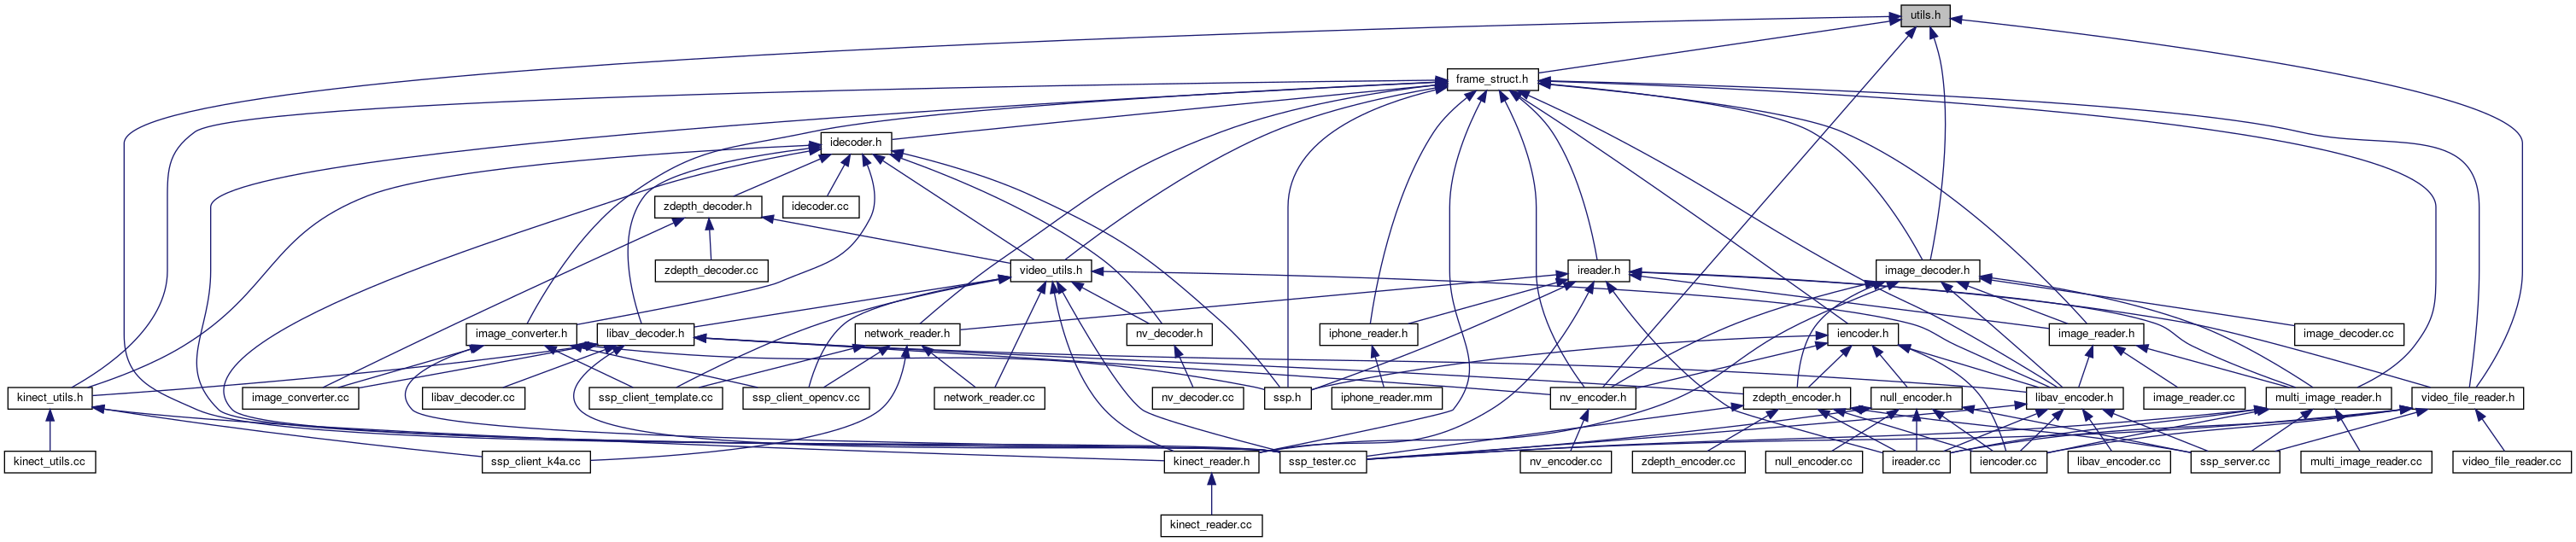 utils.h
frame_struct.h
idecoder.h
zdepth_decoder.h
idecoder.cc
zdepth_decoder.cc
video_utils.h
ireader.h
image_decoder.h
image_converter.h
libav_decoder.h
network_reader.h
nv_decoder.h
iphone_reader.h
iencoder.h
image_reader.h
image_decoder.cc
kinect_utils.h
image_converter.cc
libav_decoder.cc
ssp_client_template.cc
ssp_client_opencv.cc
network_reader.cc
nv_decoder.cc
ssp.h
iphone_reader.mm
nv_encoder.h
zdepth_encoder.h
null_encoder.h
libav_encoder.h
image_reader.cc
multi_image_reader.h
video_file_reader.h
kinect_utils.cc
ssp_client_k4a.cc
kinect_reader.h
ssp_tester.cc
nv_encoder.cc
zdepth_encoder.cc
null_encoder.cc
ireader.cc
iencoder.cc
libav_encoder.cc
ssp_server.cc
multi_image_reader.cc
video_file_reader.cc
kinect_reader.cc